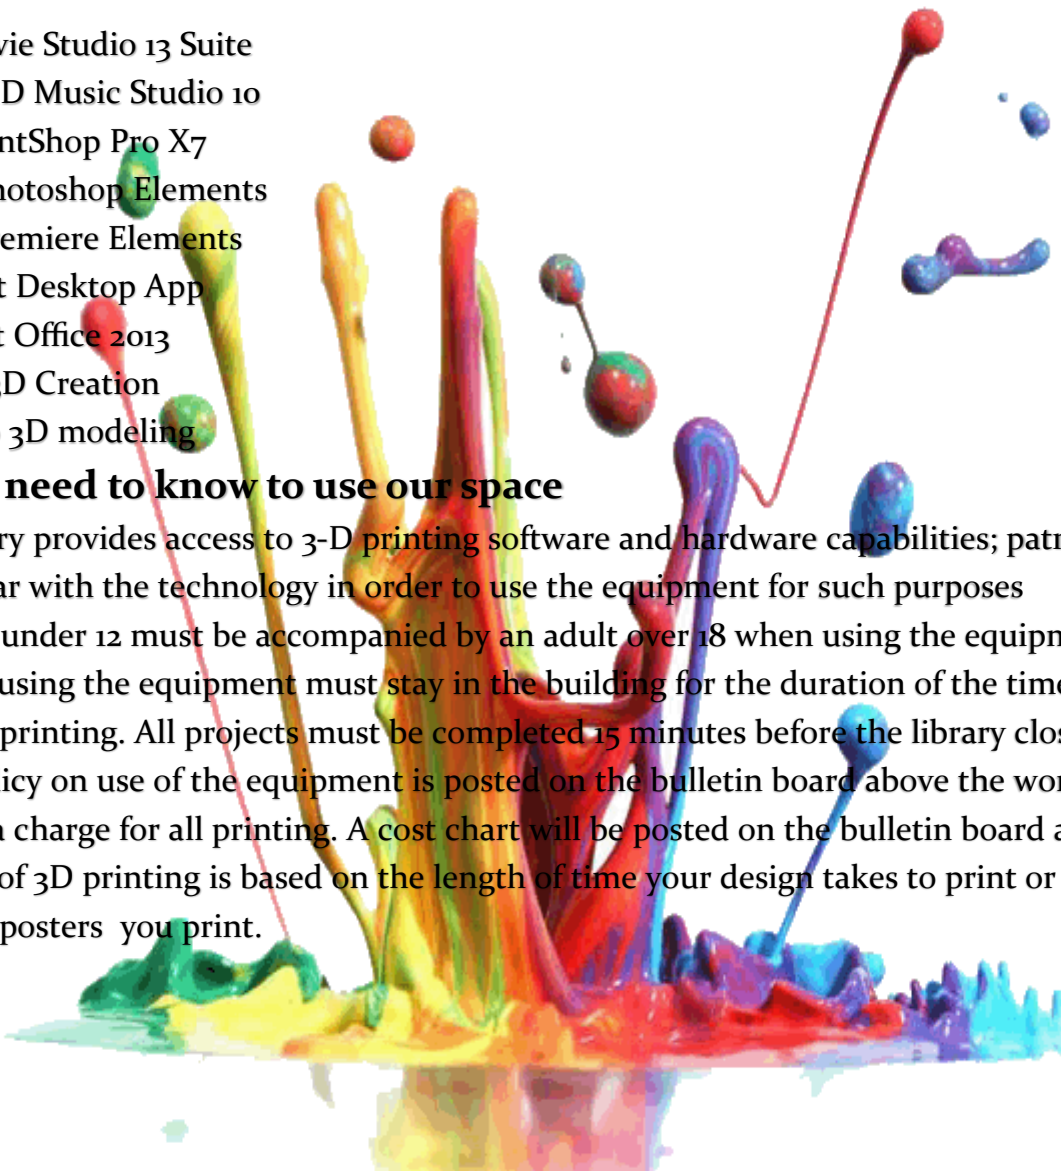 vie Studio 13 Suite
D Music Studio 10
ntShop Pro X7
hotoshop Elements
emiere Elements
t Desktop App
t Office 2013
3D Creation
3D modeling
need to know to use our space
ry provides access to 3-D printing software and hardware capabilities; patr
ar with the technology in order to use the equipment for such purposes
under 12 must be accompanied by an adult over 18 when using the equipm
using the equipment must stay in the building for the duration of the time
printing. All projects must be completed 15 minutes before the library clos
icy on use of the equipment is posted on the bulletin board above the wor
a charge for all printing. A cost chart will be posted on the bulletin board a
of 3D printing is based on the length of time your design takes to print or
posters you print.